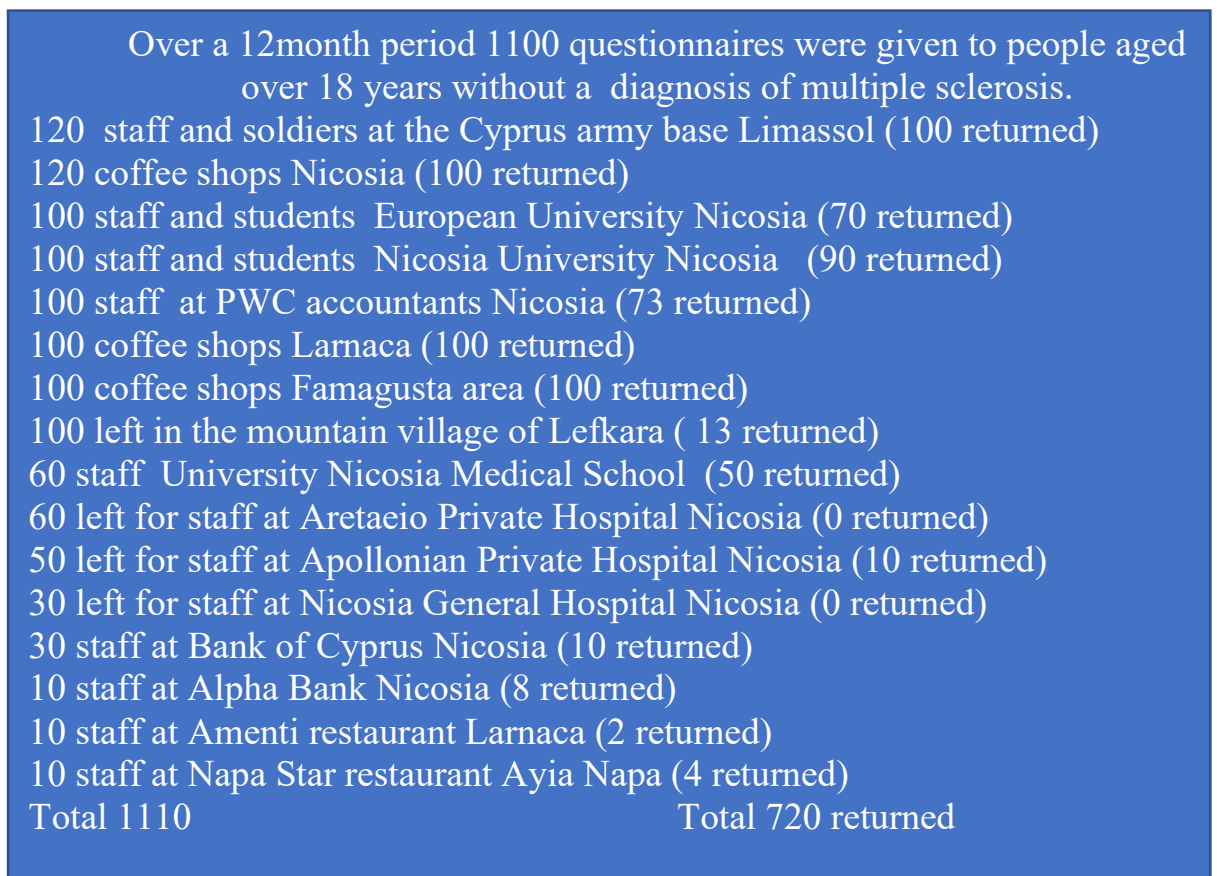 Over a 12month period 1100 questionnaires were given to people aged
over 18 years without a diagnosis of multiple sclerosis.
120 staff and soldiers at the Cyprus army base Limassol (100 returned)
120 coffee shops Nicosia (100 returned)
100 staff and students European University Nicosia (70 returned)
100 staff and students Nicosia University Nicosia (90 returned)
100 staff at PWC accountants Nicosia (73 returned)
100 coffee shops Larnaca (100 returned)
100 coffee shops Famagusta area (100 returned)
100 left in the mountain village of Lefkara ( 13 returned)
60 staff University Nicosia Medical School (50 returned)
60 left for staff at Aretaeio Private Hospital Nicosia (0 returned)
50 left for staff at Apollonian Private Hospital Nicosia (10 returned)
30 left for staff at Nicosia General Hospital Nicosia (0 returned)
30 staff at Bank of Cyprus Nicosia (10 returned)
10 staff at Alpha Bank Nicosia (8 returned)
10 staff at Amenti restaurant Larnaca (2 returned)
10 staff at Napa Star restaurant Ayia Napa (4 returned)
Total 1110 Total 720 returned